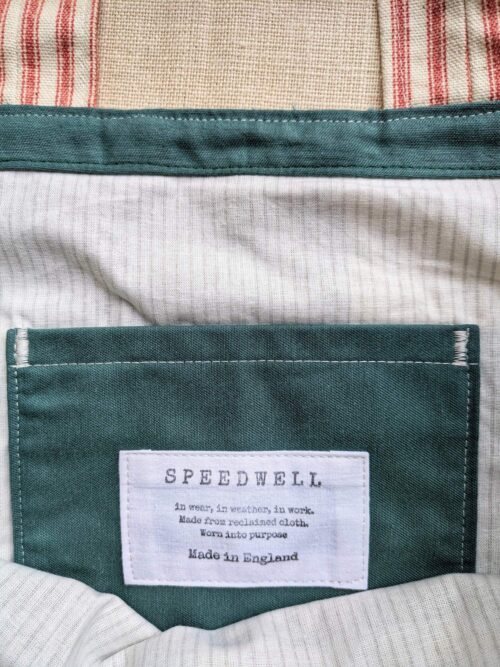 SPEEDWELL
in wear, in weather, in work.
Made from reclaimed cloth.
Worn into purpose
Made in England